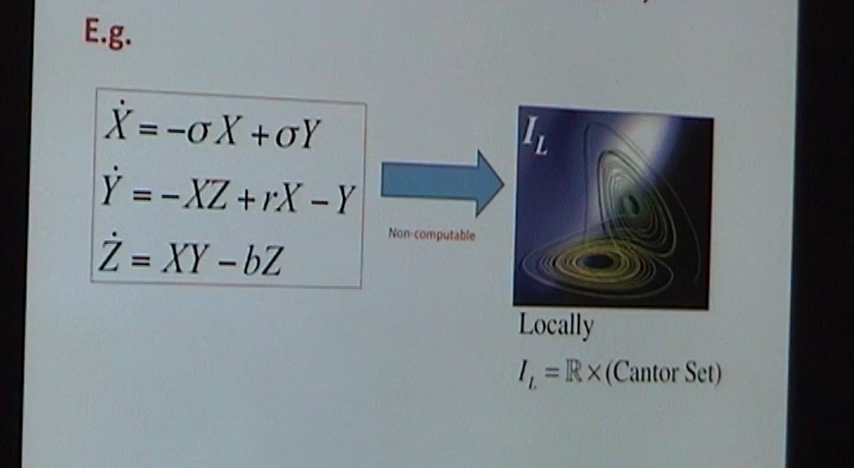 E.g.
Ẋ = -σX + σY
Ẏ = -XZ + rX - Y
Ż = XY - bZ
Non-computable
I_L
Locally
I_L = ℝ × (Cantor Set)